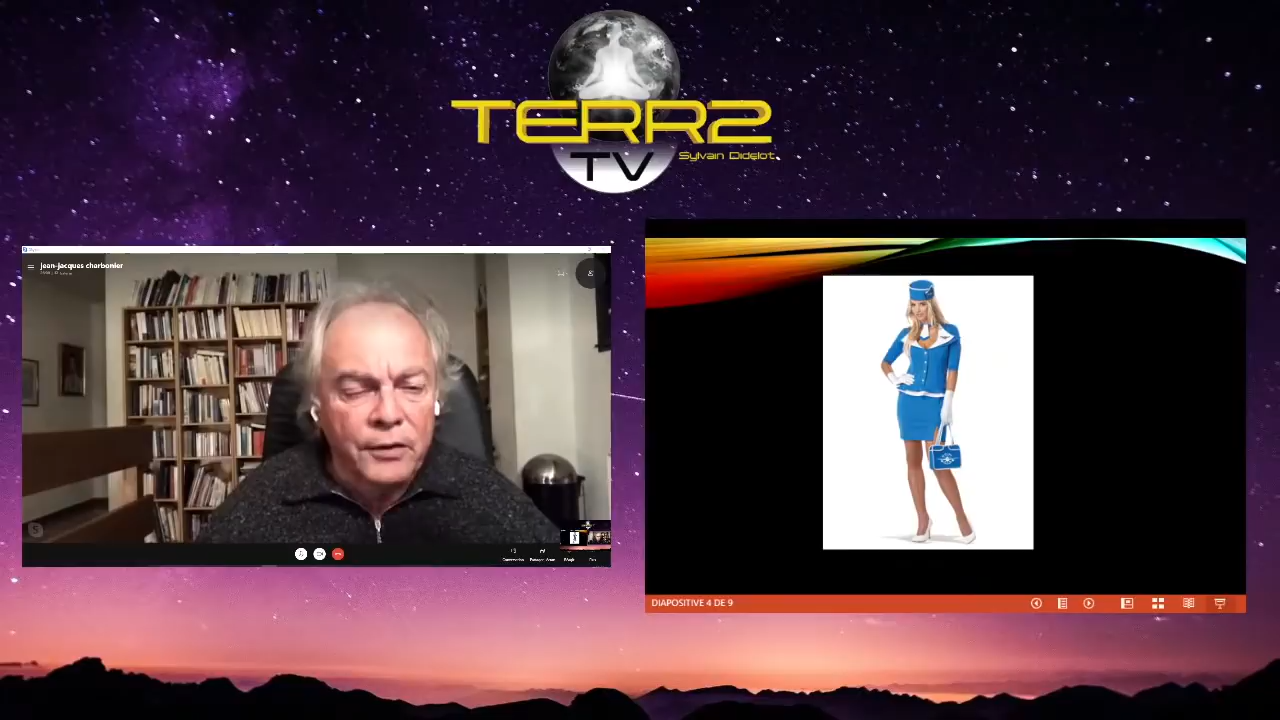 TERR2
TV
Sylvain Didelot
jean-jacques charbonier
DIAPOSITIVE 4 DE 9